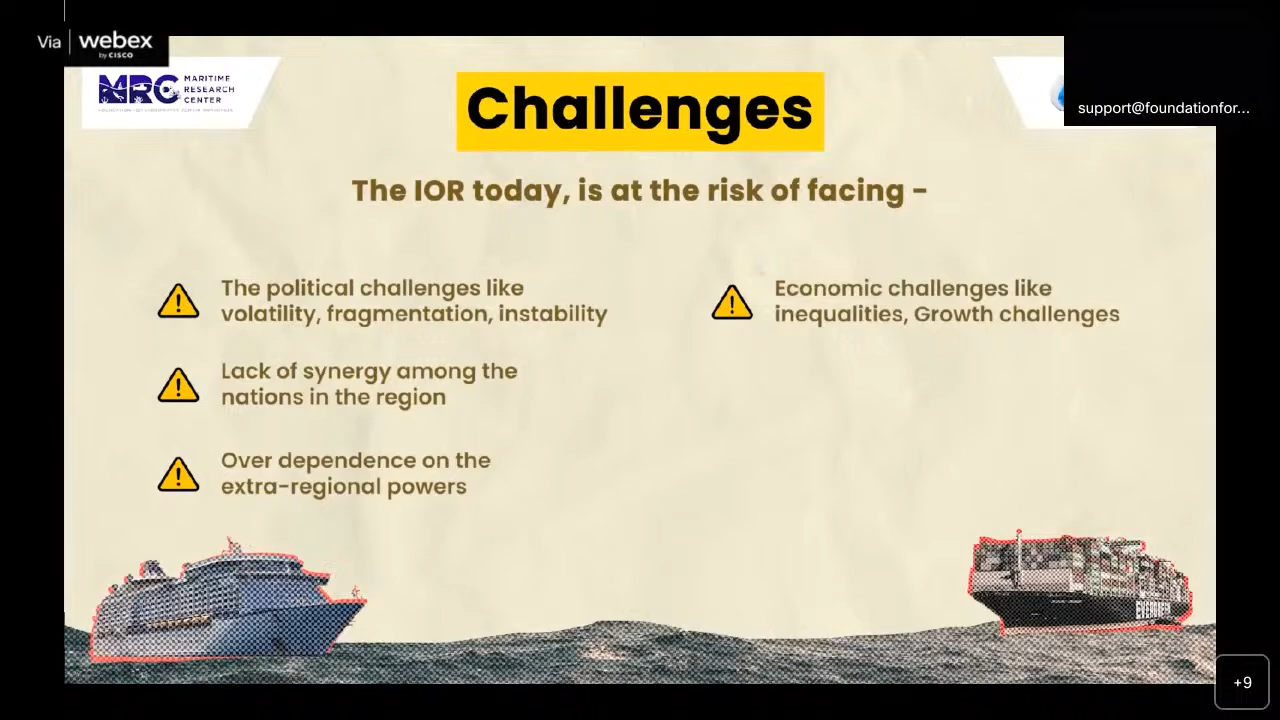 Via webex
by CISCO
MRC MARITIME
RESEARCH
CENTER
support@foundationfor...
Challenges
The IOR today, is at the risk of facing -
The political challenges like
volatility, fragmentation, instability
Lack of synergy among the
nations in the region
Over dependence on the
extra-regional powers
Economic challenges like
inequalities, Growth challenges
EVERGREEN
+9